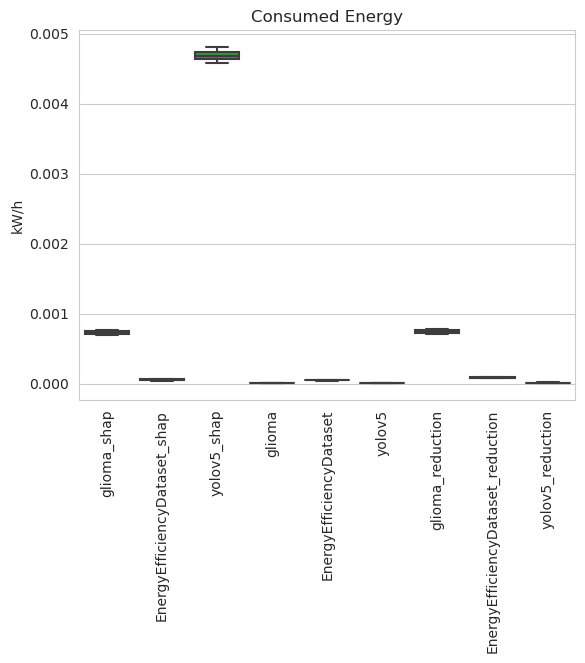 Consumed Energy
kW/h
0.005
0.004
0.003
0.002
0.001
0.000
glioma_shap
EnergyEfficiencyDataset_shap
yolov5_shap
glioma
EnergyEfficiencyDataset
yolov5
glioma_reduction
EnergyEfficiencyDataset_reduction
yolov5_reduction